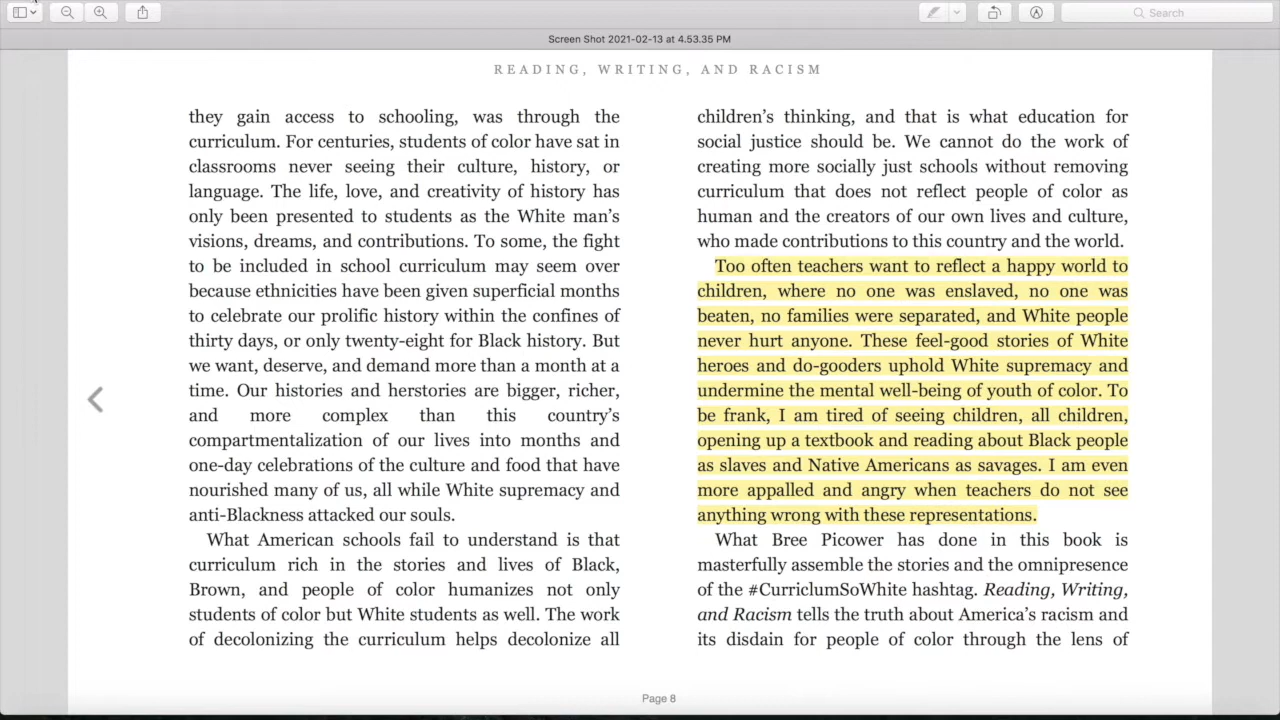 Search
Screen Shot 2021-02-13 at 4.53.35 PM
READING, WRITING, AND RACISM
they gain access to schooling, was through the
curriculum. For centuries, students of color have sat in
classrooms never seeing their culture, history, or
language. The life, love, and creativity of history has
only been presented to students as the White man’s
visions, dreams, and contributions. To some, the fight
to be included in school curriculum may seem over
because ethnicities have been given superficial months
to celebrate our prolific history within the confines of
thirty days, or only twenty-eight for Black history. But
we want, deserve, and demand more than a month at a
time. Our histories and herstories are bigger, richer,
and more complex than this country’s
compartmentalization of our lives into months and
one-day celebrations of the culture and food that have
nourished many of us, all while White supremacy and
anti-Blackness attacked our souls.
What American schools fail to understand is that
curriculum rich in the stories and lives of Black,
Brown, and people of color humanizes not only
students of color but White students as well. The work
of decolonizing the curriculum helps decolonize all
children’s thinking, and that is what education for
social justice should be. We cannot do the work of
creating more socially just schools without removing
curriculum that does not reflect people of color as
human and the creators of our own lives and culture,
who made contributions to this country and the world.
Too often teachers want to reflect a happy world to
children, where no one was enslaved, no one was
beaten, no families were separated, and White people
never hurt anyone. These feel-good stories of White
heroes and do-gooders uphold White supremacy and
undermine the mental well-being of youth of color. To
be frank, I am tired of seeing children, all children,
opening up a textbook and reading about Black people
as slaves and Native Americans as savages. I am even
more appalled and angry when teachers do not see
anything wrong with these representations.
What Bree Picower has done in this book is
masterfully assemble the stories and the omnipresence
of the #CurriclumSoWhite hashtag. Reading, Writing,
and Racism tells the truth about America’s racism and
its disdain for people of color through the lens of
Page 8